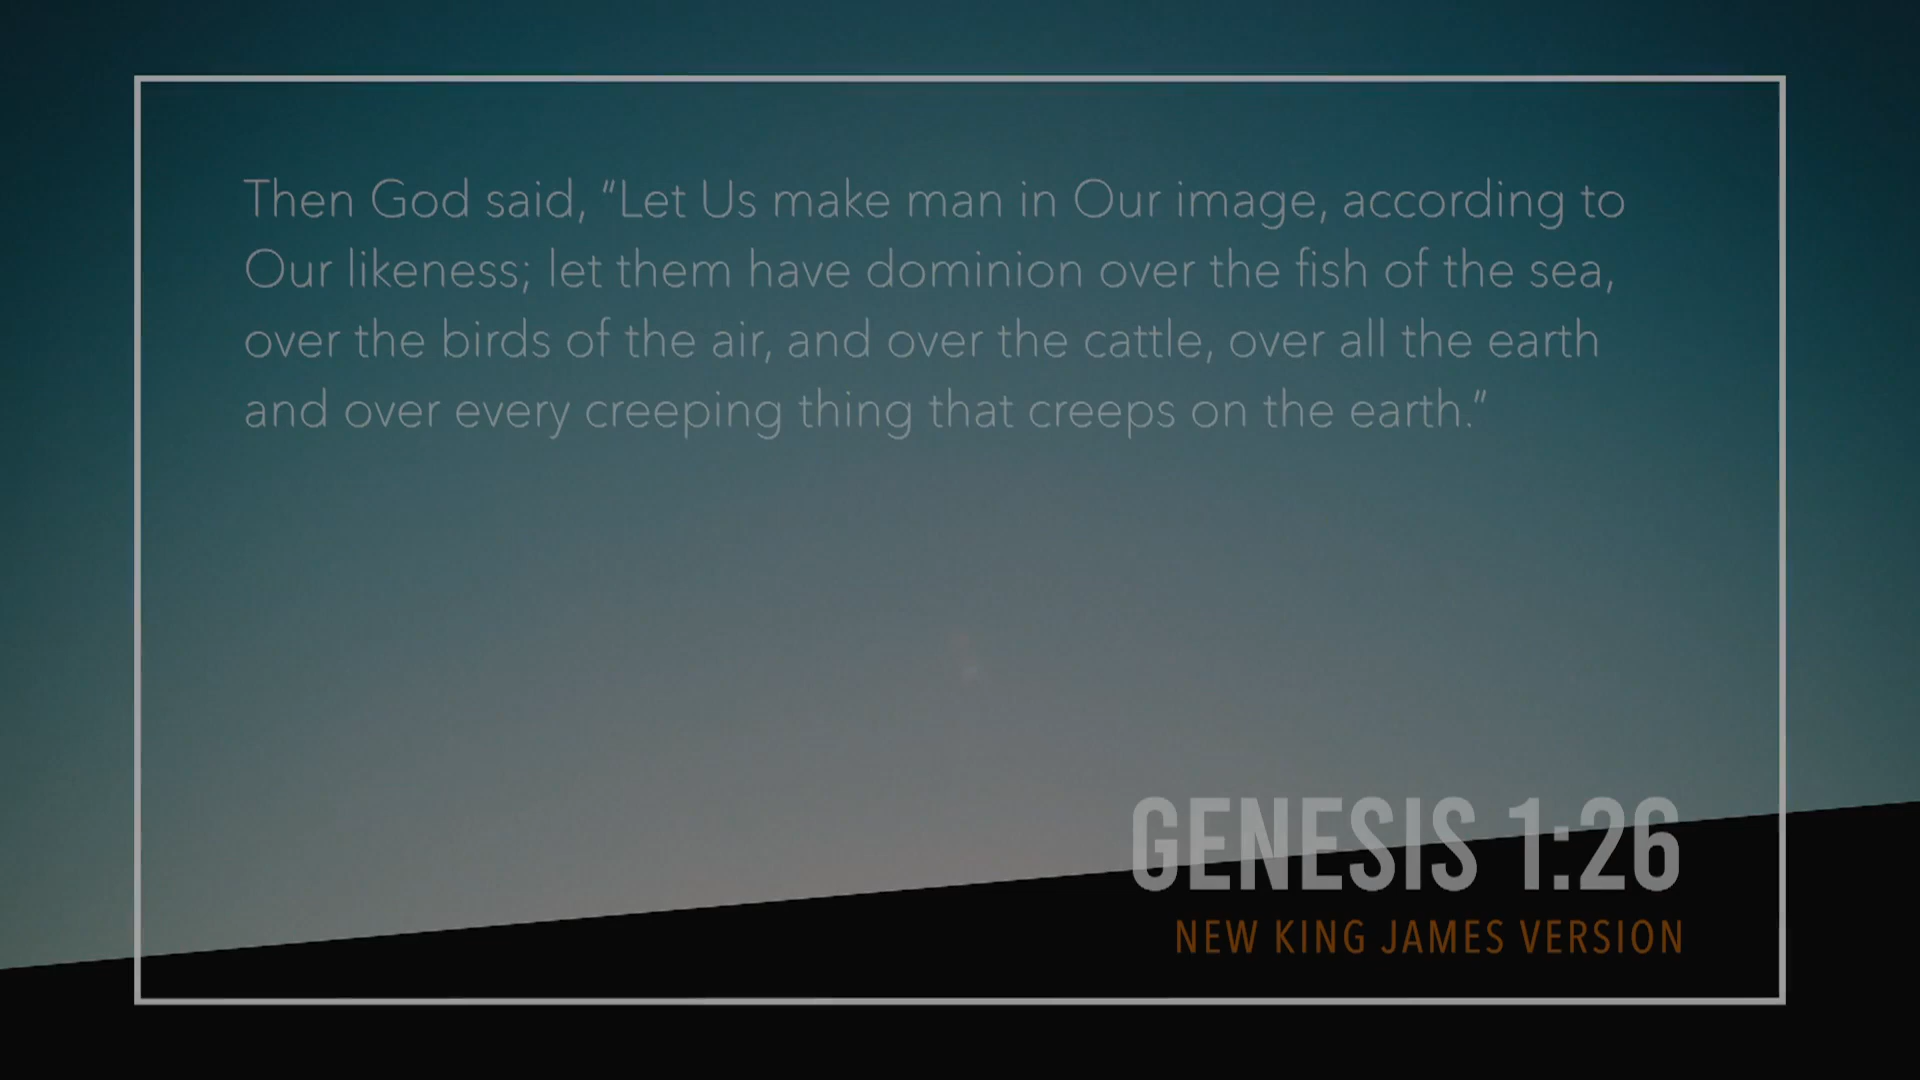 Then God said, “Let Us make man in Our image, according to
Our likeness; let them have dominion over the fish of the sea,
over the birds of the air, and over the cattle, over all the earth
and over every creeping thing that creeps on the earth.”
GENESIS 1:26
NEW KING JAMES VERSION